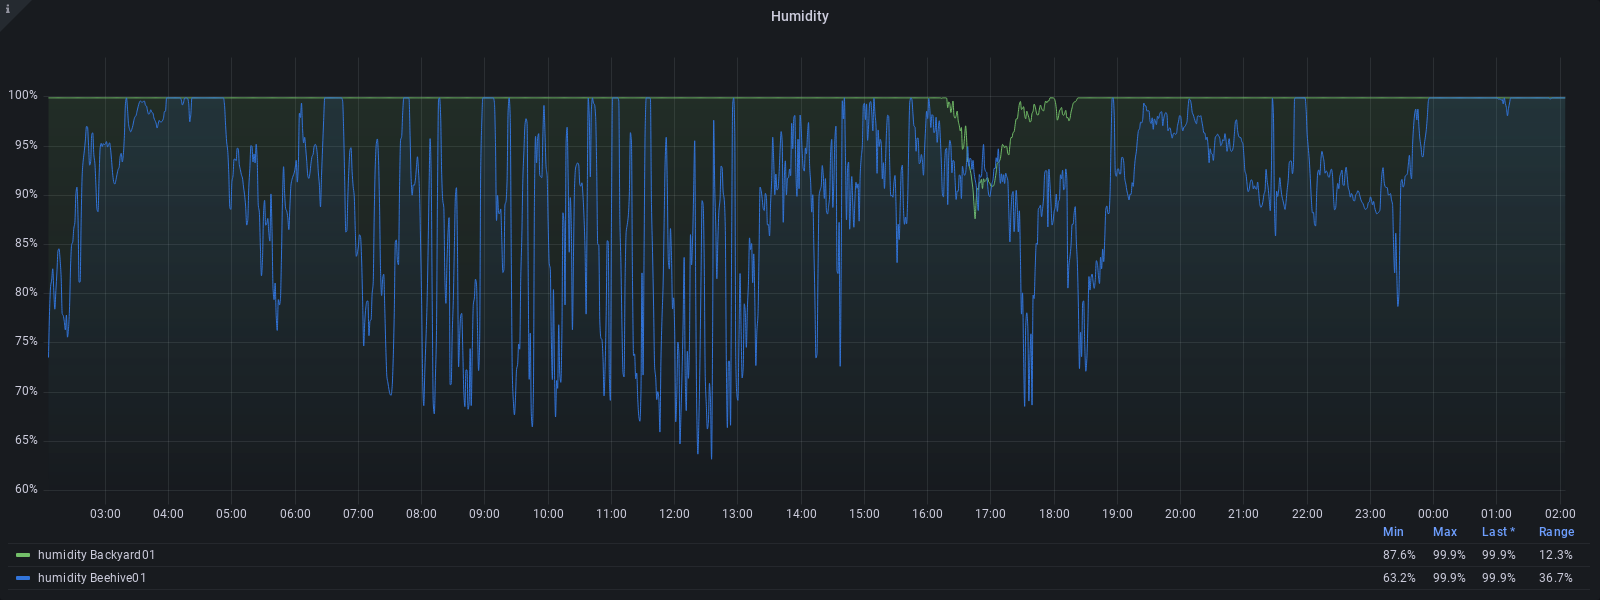 i
Humidity
100%
95%
90%
85%
80%
75%
70%
65%
60%
03:00 04:00 05:00 06:00 07:00 08:00 09:00 10:00 11:00 12:00 13:00 14:00 15:00 16:00 17:00 18:00 19:00 20:00 21:00 22:00 23:00 00:00 01:00 02:00
Min Max Last * Range
humidity Backyard01 87.6% 99.9% 99.9% 12.3%
humidity Beehive01 63.2% 99.9% 99.9% 36.7%